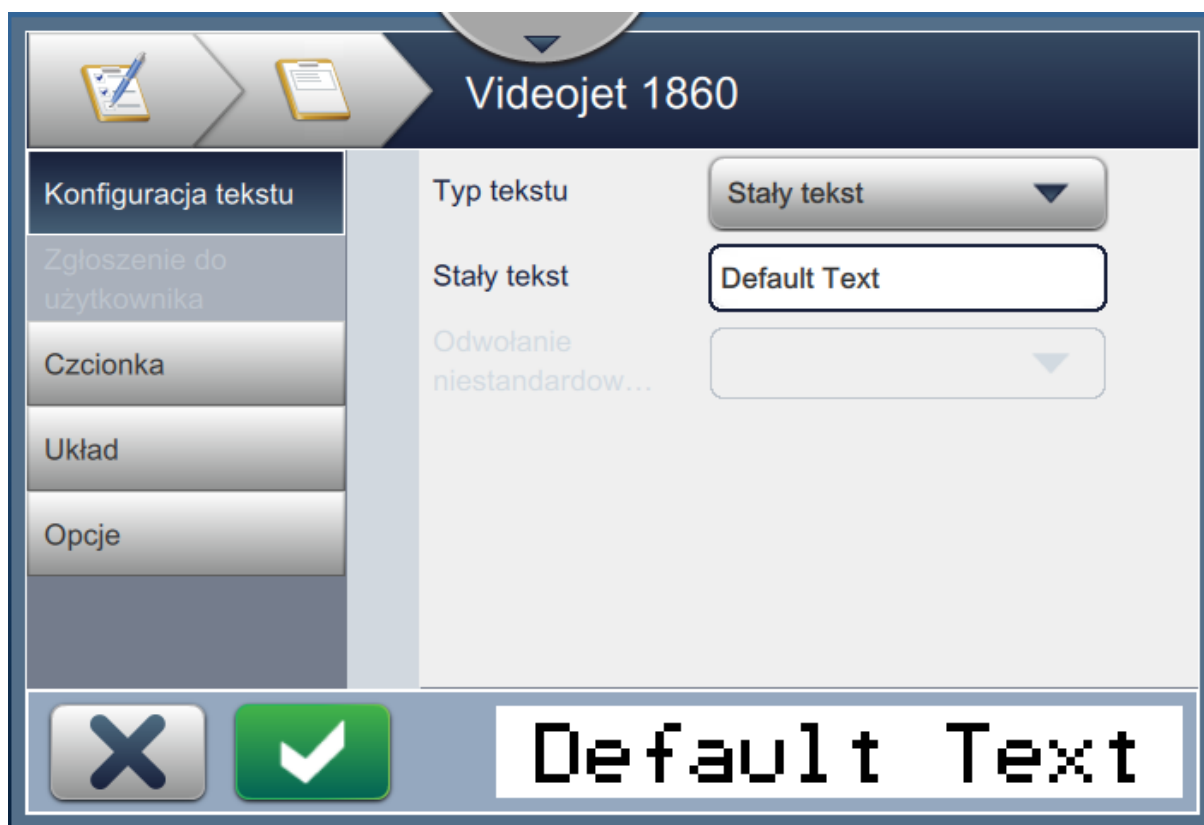 Videojet 1860
Konfiguracja tekstu
Zgłoszenie do
użytkownika
Czcionka
Układ
Opcje
Typ tekstu
Stały tekst
Stały tekst
Default Text
Odwołanie
niestandardow...
Default Text